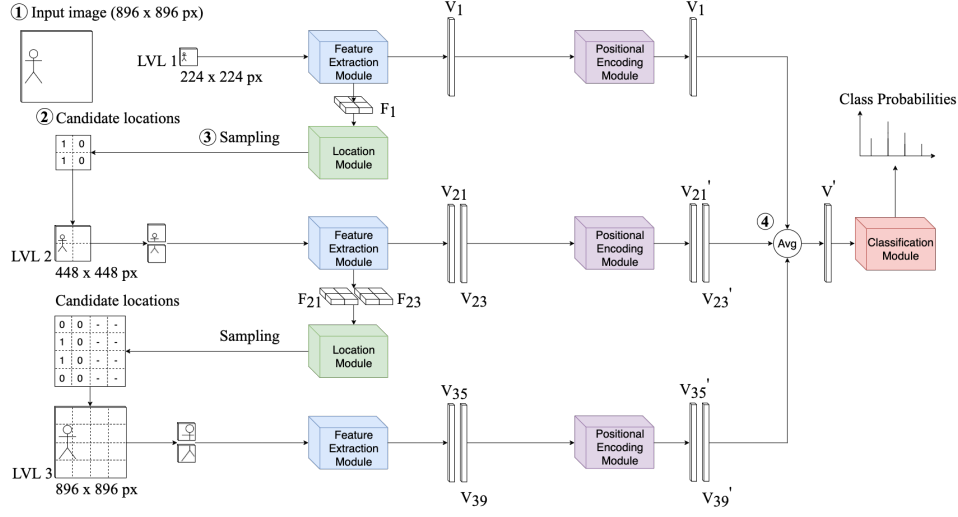 1 Input image (896 x 896 px)
LVL 1
224 x 224 px
Feature
Extraction
Module
V1
Positional
Encoding
Module
V1
F1
2 Candidate locations
3 Sampling
Location
Module
1 0
1 0
Class Probabilities
LVL 2
448 x 448 px
Feature
Extraction
Module
V21
V23
Positional
Encoding
Module
V21'
V23'
4
Avg
V'
Classification
Module
F21
F23
Candidate locations
Sampling
Location
Module
0 0 - -
1 0 - -
1 0 - -
0 0 - -
LVL 3
896 x 896 px
Feature
Extraction
Module
V35
V39
Positional
Encoding
Module
V35'
V39'